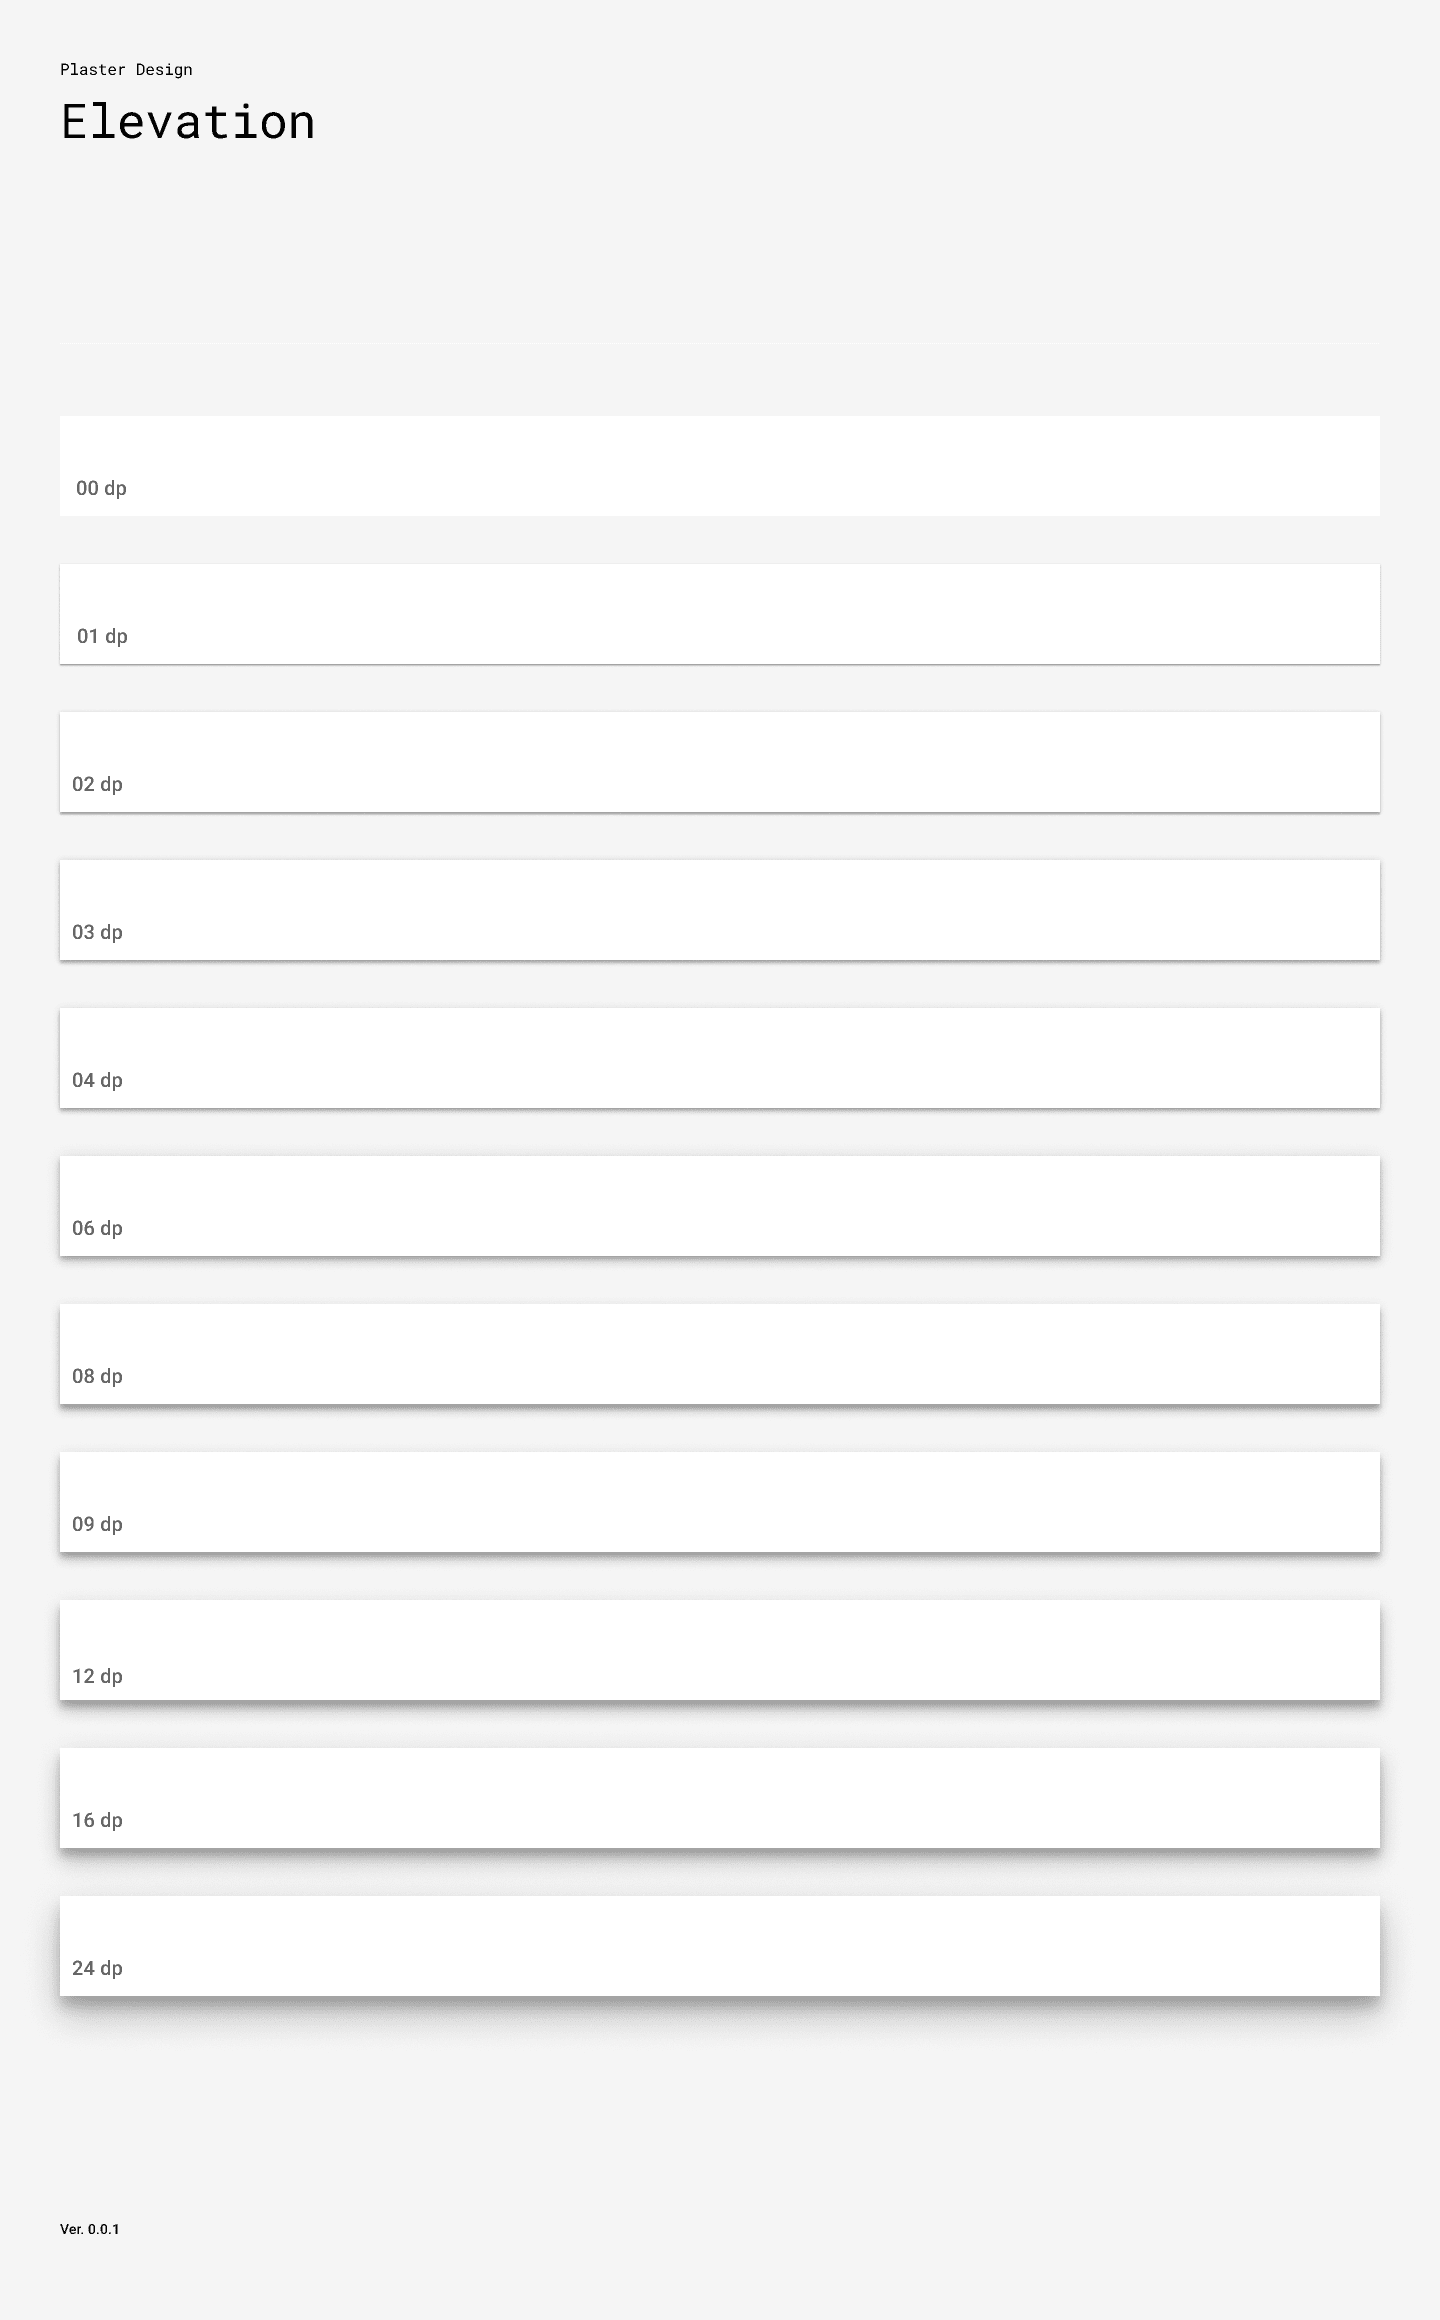 Plaster Design
Elevation
00 dp
01 dp
02 dp
03 dp
04 dp
06 dp
08 dp
09 dp
12 dp
16 dp
24 dp
Ver. 0.0.1